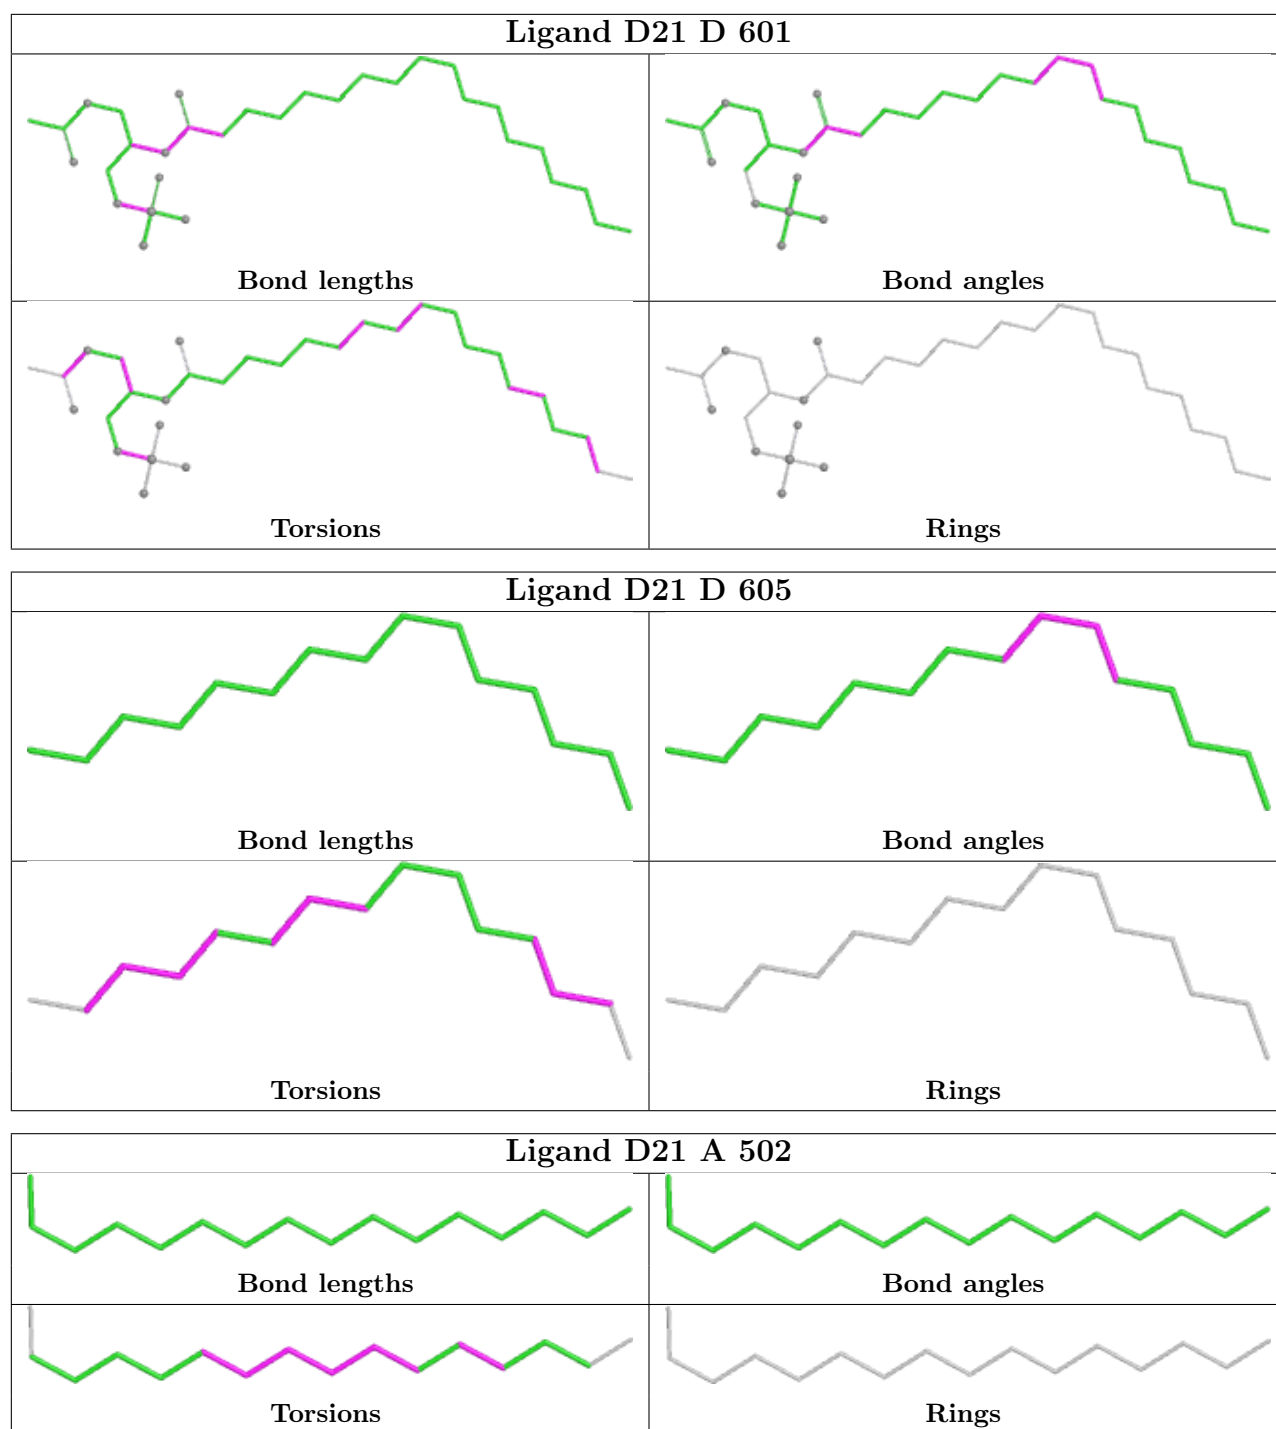 Ligand D21 D 601
Bond lengths
Bond angles
Torsions
Rings
Ligand D21 D 605
Bond lengths
Bond angles
Torsions
Rings
Ligand D21 A 502
Bond lengths
Bond angles
Torsions
Rings